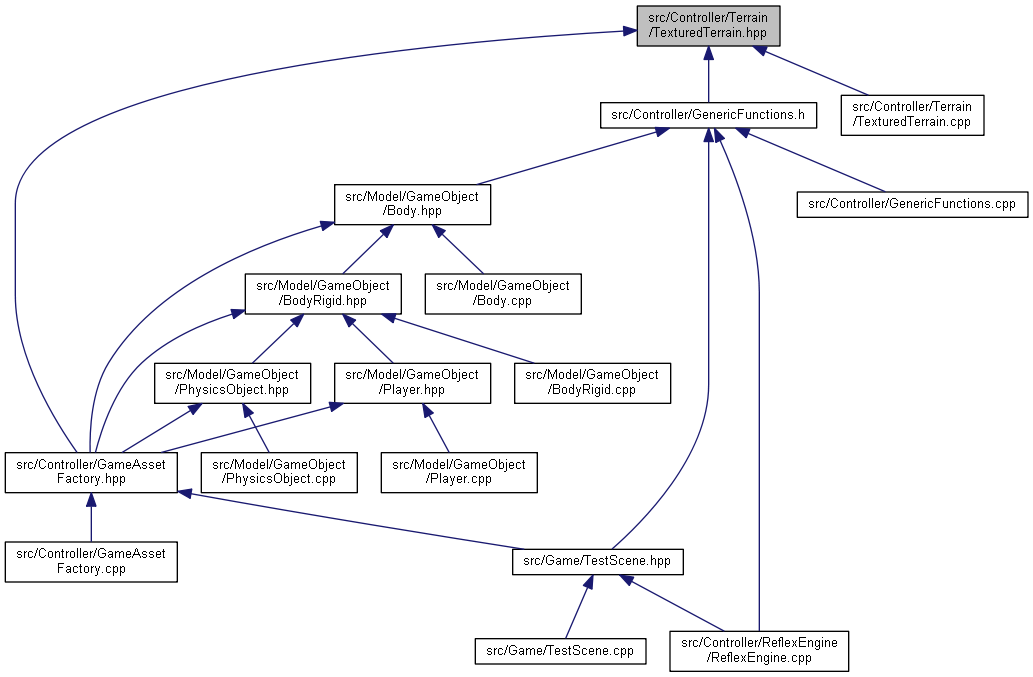 src/Controller/Terrain
/TexturedTerrain.hpp
src/Controller/GenericFunctions.h
src/Controller/Terrain
/TexturedTerrain.cpp
src/Model/GameObject
/Body.hpp
src/Controller/GenericFunctions.cpp
src/Model/GameObject
/BodyRigid.hpp
src/Model/GameObject
/Body.cpp
src/Model/GameObject
/PhysicsObject.hpp
src/Model/GameObject
/Player.hpp
src/Model/GameObject
/BodyRigid.cpp
src/Controller/GameAsset
Factory.hpp
src/Model/GameObject
/PhysicsObject.cpp
src/Model/GameObject
/Player.cpp
src/Controller/GameAsset
Factory.cpp
src/Game/TestScene.hpp
src/Game/TestScene.cpp
src/Controller/ReflexEngine
/ReflexEngine.cpp